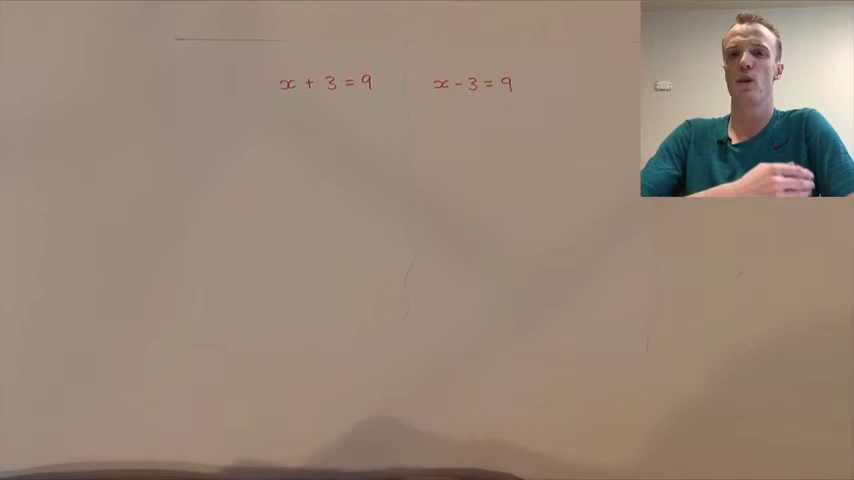 x + 3 = 9
x - 3 = 9